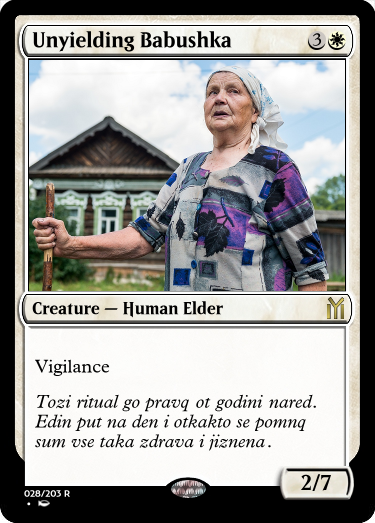 Unyielding Babushka 3
Creature — Human Elder
Vigilance
Tozi ritual go pravq ot godini nared.
Edin put na den i otkakto se pomnq
sum vse taka zdrava i jiznena.
2/7
028/203 R